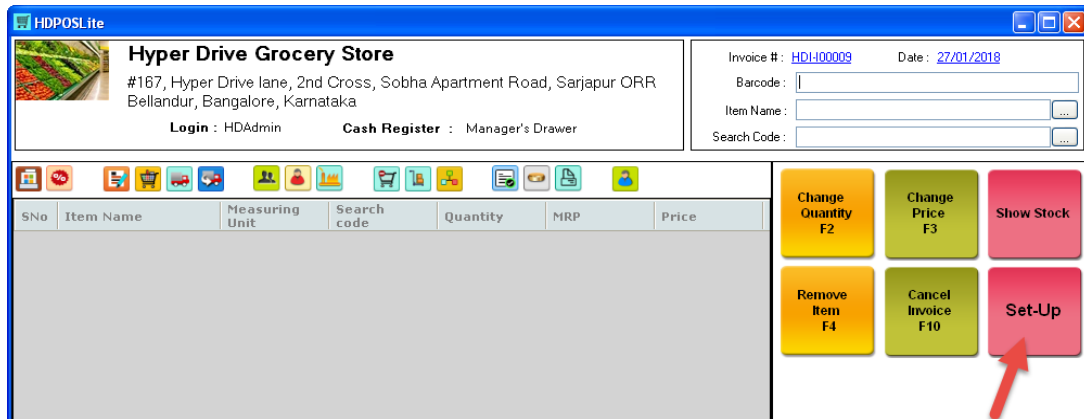 HDPOSLite
Hyper Drive Grocery Store
#167, Hyper Drive lane, 2nd Cross, Sobha Apartment Road, Sarjapur ORR
Bellandur, Bangalore, Karnataka
Login : HDAdmin Cash Register : Manager's Drawer
Invoice # : HDI-I00009 Date : 27/01/2018
Barcode :
Item Name : ...
Search Code : ...
SNo Item Name Measuring Unit Search code Quantity MRP Price
Change
Quantity
F2
Change
Price
F3
Show Stock
Remove
Item
F4
Cancel
Invoice
F10
Set-Up